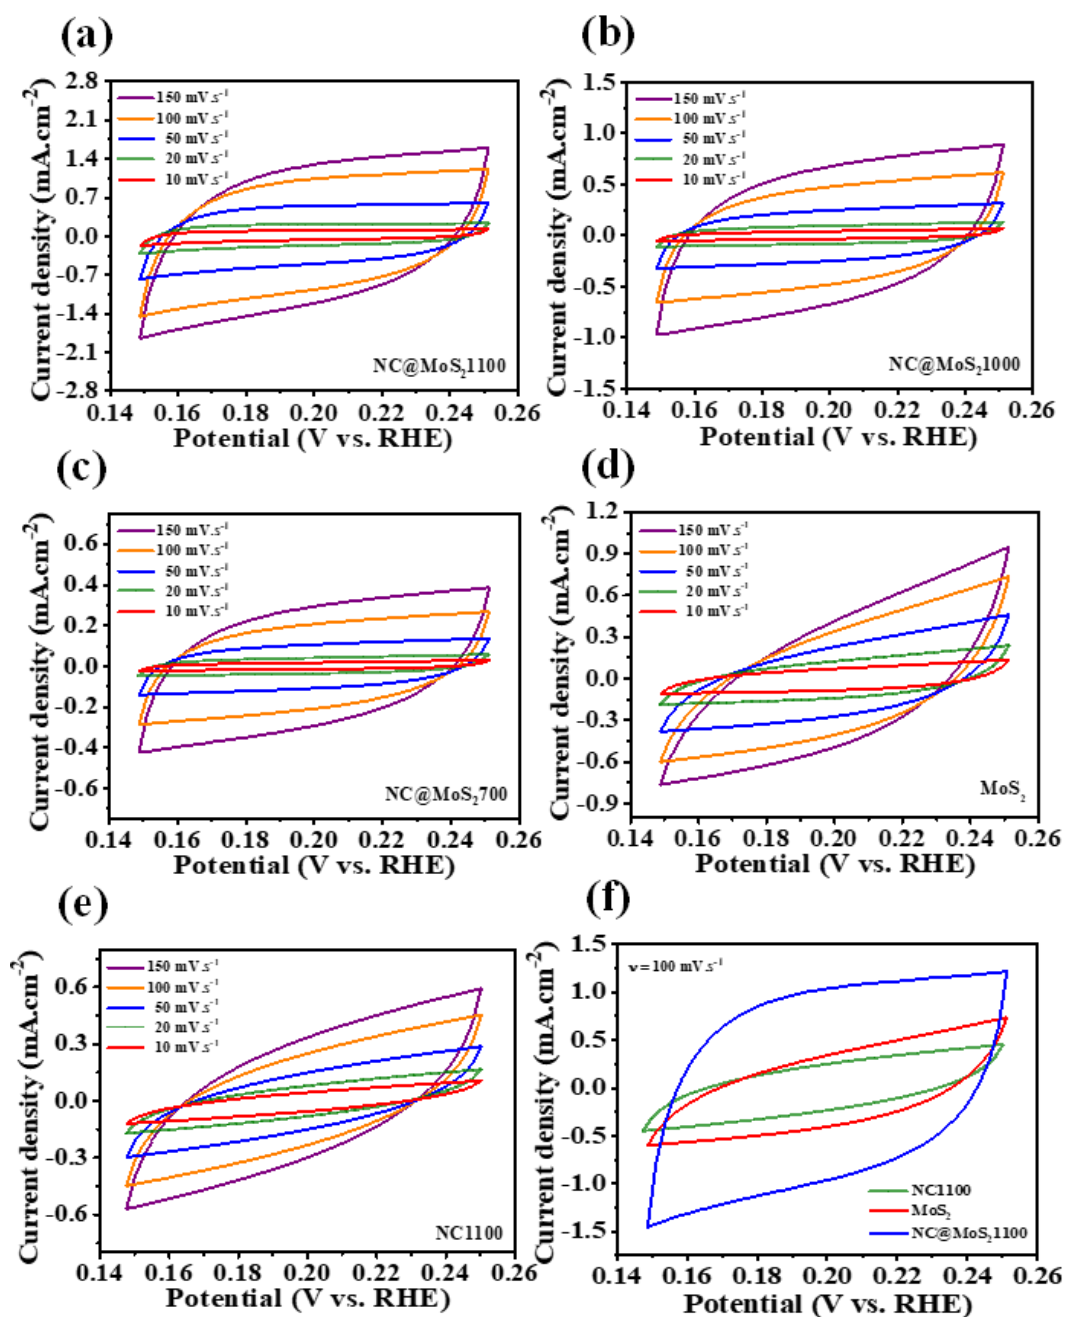 (a)
Current density (mA.cm⁻²)
2.8
2.1
1.4
0.7
0.0
-0.7
-1.4
-2.1
-2.8
150 mV.s⁻¹
100 mV.s⁻¹
50 mV.s⁻¹
20 mV.s⁻¹
10 mV.s⁻¹
NC@MoS₂1100
0.14 0.16 0.18 0.20 0.22 0.24 0.26
Potential (V vs. RHE)
(b)
Current density (mA.cm⁻²)
1.5
1.0
0.5
0.0
-0.5
-1.0
-1.5
150 mV.s⁻¹
100 mV.s⁻¹
50 mV.s⁻¹
20 mV.s⁻¹
10 mV.s⁻¹
NC@MoS₂1000
0.14 0.16 0.18 0.20 0.22 0.24 0.26
Potential (V vs. RHE)
(c)
Current density (mA.cm⁻²)
0.6
0.4
0.2
0.0
-0.2
-0.4
-0.6
150 mV.s⁻¹
100 mV.s⁻¹
50 mV.s⁻¹
20 mV.s⁻¹
10 mV.s⁻¹
NC@MoS₂700
0.14 0.16 0.18 0.20 0.22 0.24 0.26
Potential (V vs. RHE)
(d)
Current density (mA.cm⁻²)
1.2
0.9
0.6
0.3
0.0
-0.3
-0.6
-0.9
150 mV.s⁻¹
100 mV.s⁻¹
50 mV.s⁻¹
20 mV.s⁻¹
10 mV.s⁻¹
MoS₂
0.14 0.16 0.18 0.20 0.22 0.24 0.26
Potential (V vs. RHE)
(e)
Current density (mA.cm⁻²)
0.6
0.3
0.0
-0.3
-0.6
150 mV.s⁻¹
100 mV.s⁻¹
50 mV.s⁻¹
20 mV.s⁻¹
10 mV.s⁻¹
NC1100
0.14 0.16 0.18 0.20 0.22 0.24 0.26
Potential (V vs. RHE)
(f)
Current density (mA.cm⁻²)
1.5
1.0
0.5
0.0
-0.5
-1.0
-1.5
ν = 100 mV.s⁻¹
NC1100
MoS₂
NC@MoS₂1100
0.14 0.16 0.18 0.20 0.22 0.24 0.26
Potential (V vs. RHE)